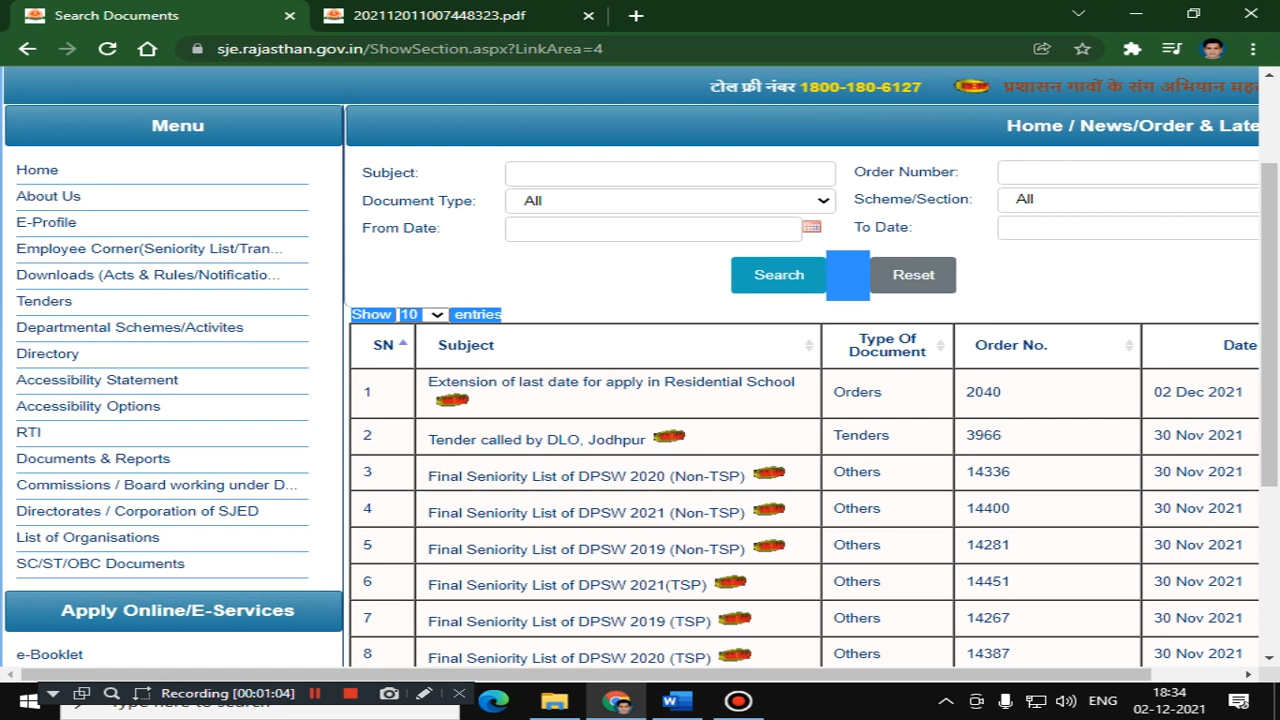 Search Documents
202112011007448323.pdf
sje.rajasthan.gov.in/ShowSection.aspx?LinkArea=4
टोल फ्री नंबर 1800-180-6127
प्रशासन गावों के संग अभियान
Menu
Home / News/Order & Late
Home
About Us
E-Profile
Employee Corner(Seniority List/Tran...
Downloads (Acts & Rules/Notificatio...
Tenders
Departmental Schemes/Activites
Directory
Accessibility Statement
Accessibility Options
RTI
Documents & Reports
Commissions / Board working under D...
Directorates / Corporation of SJED
List of Organisations
SC/ST/OBC Documents
Apply Online/E-Services
e-Booklet
Subject:
Order Number:
Document Type: All
Scheme/Section: All
From Date:
To Date:
Search Reset
Show 10 entries
SN Subject Type Of Document Order No. Date
1 Extension of last date for apply in Residential School Orders 2040 02 Dec 2021
2 Tender called by DLO, Jodhpur Tenders 3966 30 Nov 2021
3 Final Seniority List of DPSW 2020 (Non-TSP) Others 14336 30 Nov 2021
4 Final Seniority List of DPSW 2021 (Non-TSP) Others 14400 30 Nov 2021
5 Final Seniority List of DPSW 2019 (Non-TSP) Others 14281 30 Nov 2021
6 Final Seniority List of DPSW 2021(TSP) Others 14451 30 Nov 2021
7 Final Seniority List of DPSW 2019 (TSP) Others 14267 30 Nov 2021
8 Final Seniority List of DPSW 2020 (TSP) Others 14387 30 Nov 2021
Recording [00:01:04]
Type here to search
ENG
18:34
02-12-2021